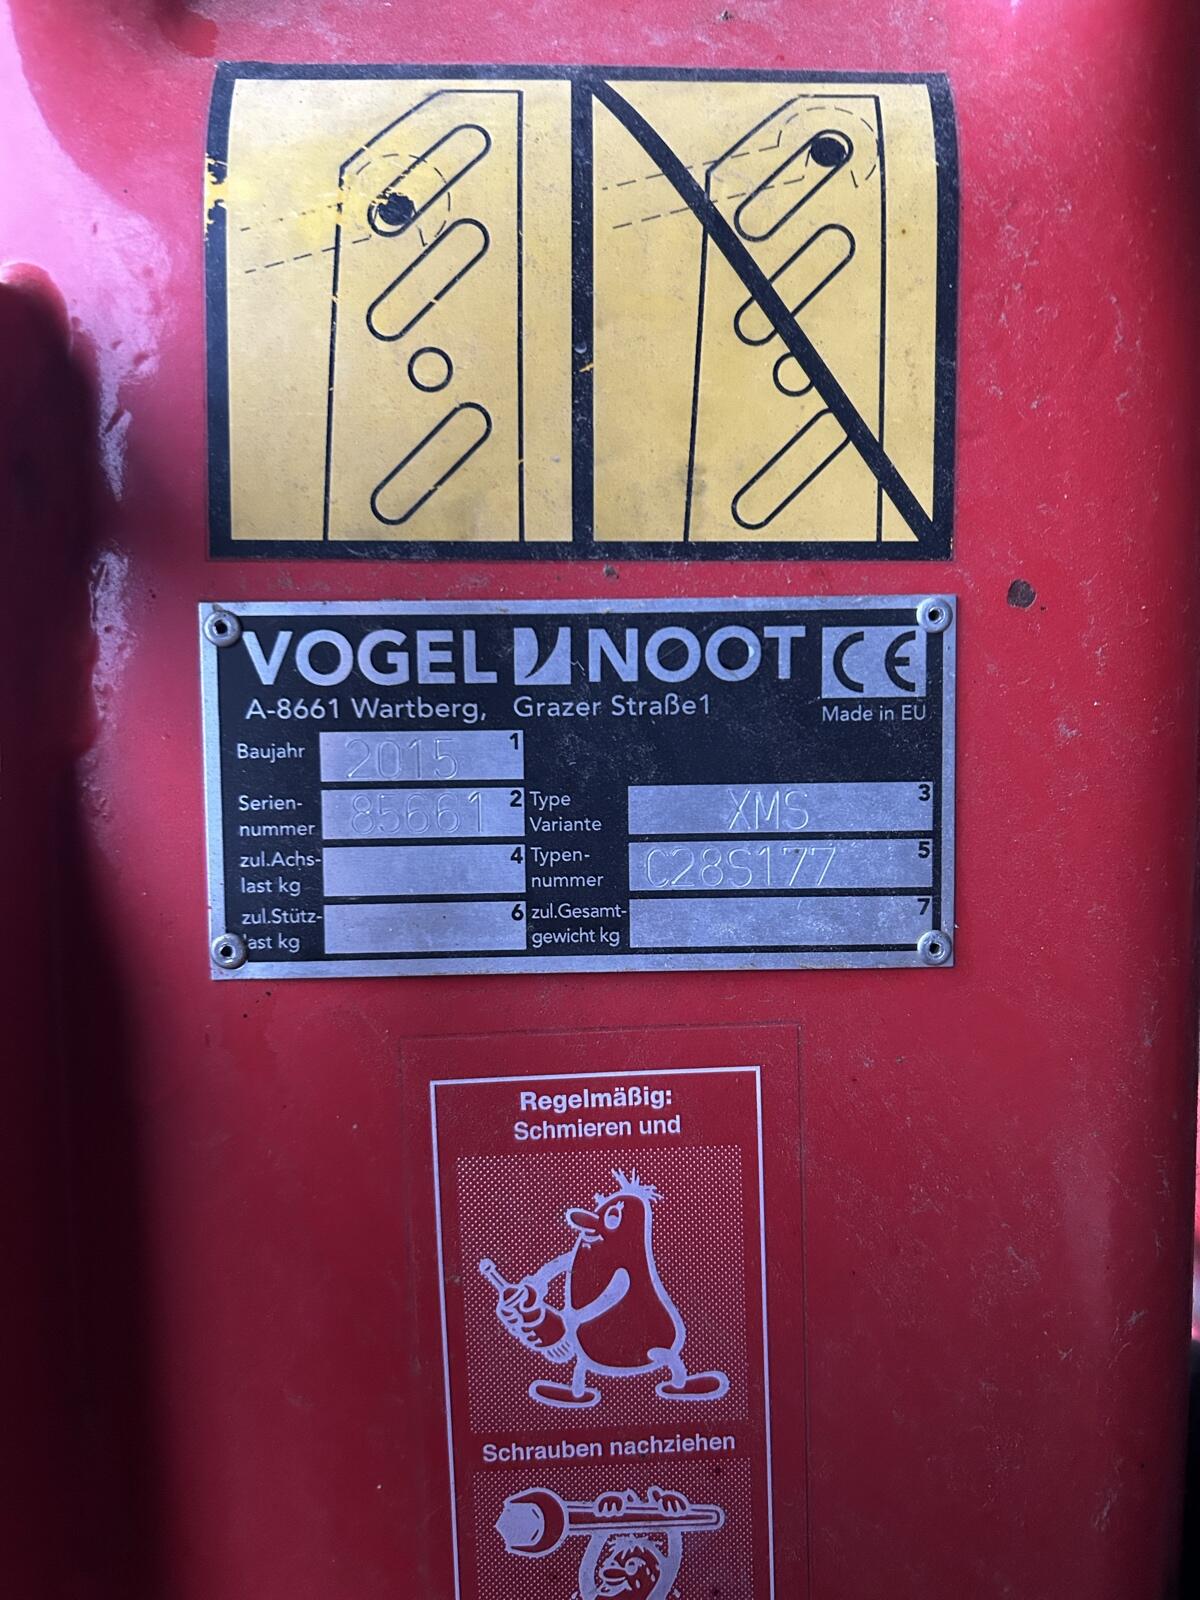 VOGEL NOOT CE
A-8661 Wartberg, Grazer Straße1
Made in EU
Baujahr 2015 1
Serien-
nummer 85661 2
Type
Variante XMS 3
zul.Achs-
last kg 4
Typen-
nummer C28S177 5
zul.Stütz-
last kg 6
zul.Gesamt-
gewicht kg 7
Regelmäßig:
Schmieren und
Schrauben nachziehen